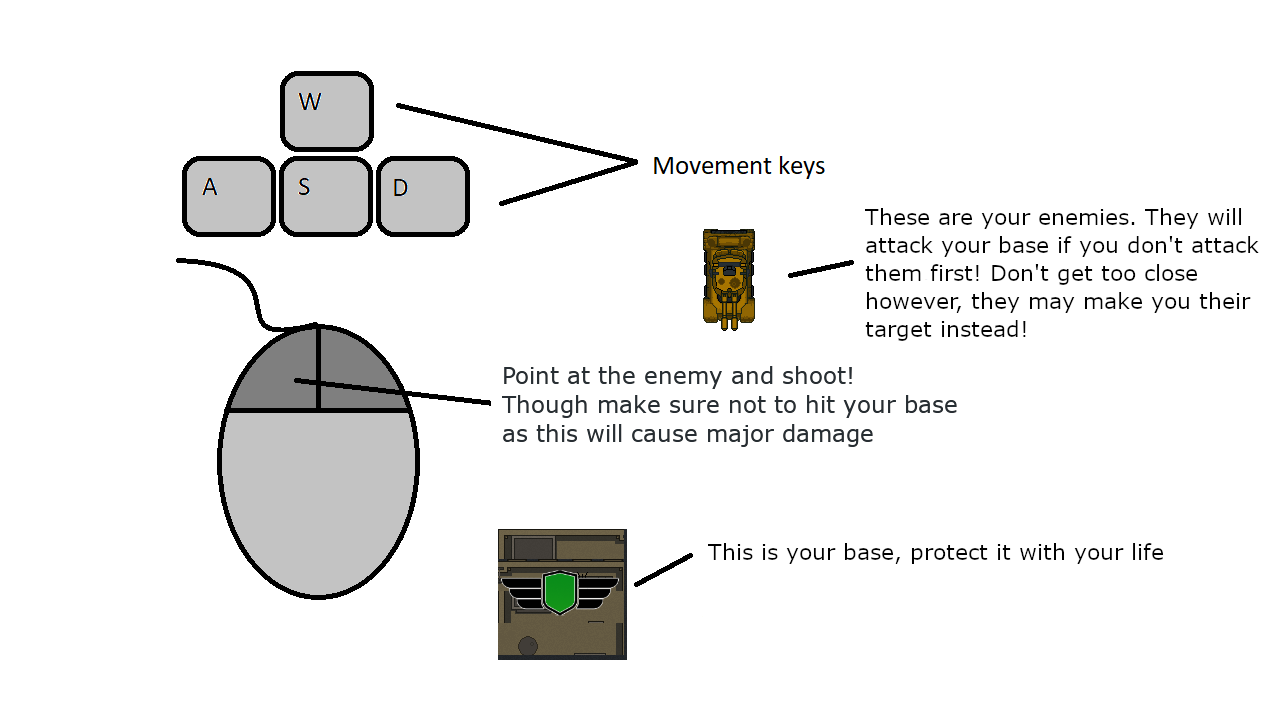 W
A S D
Movement keys
These are your enemies. They will
attack your base if you don't attack
them first! Don't get too close
however, they may make you their
target instead!
Point at the enemy and shoot!
Though make sure not to hit your base
as this will cause major damage
This is your base, protect it with your life